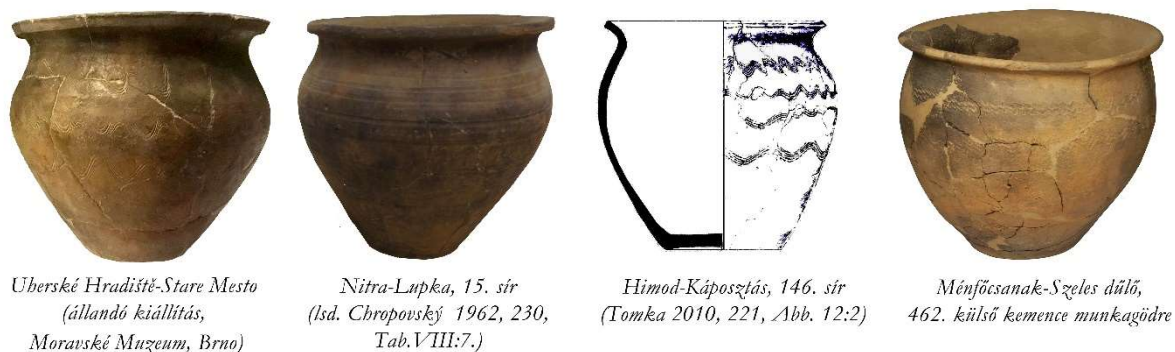 Uherské Hradiště-Stare Mesto
(állandó kiállítás,
Moravské Muzeum, Brno)
Nitra-Lupka, 15. sír
(lsd. Chropovský 1962, 230,
Tab.VIII:7.)
Himod-Káposztás, 146. sír
(Tomka 2010, 221, Abb. 12:2)
Ménfőcsanak-Szeles dűlő,
462. külső kemence munkagödre